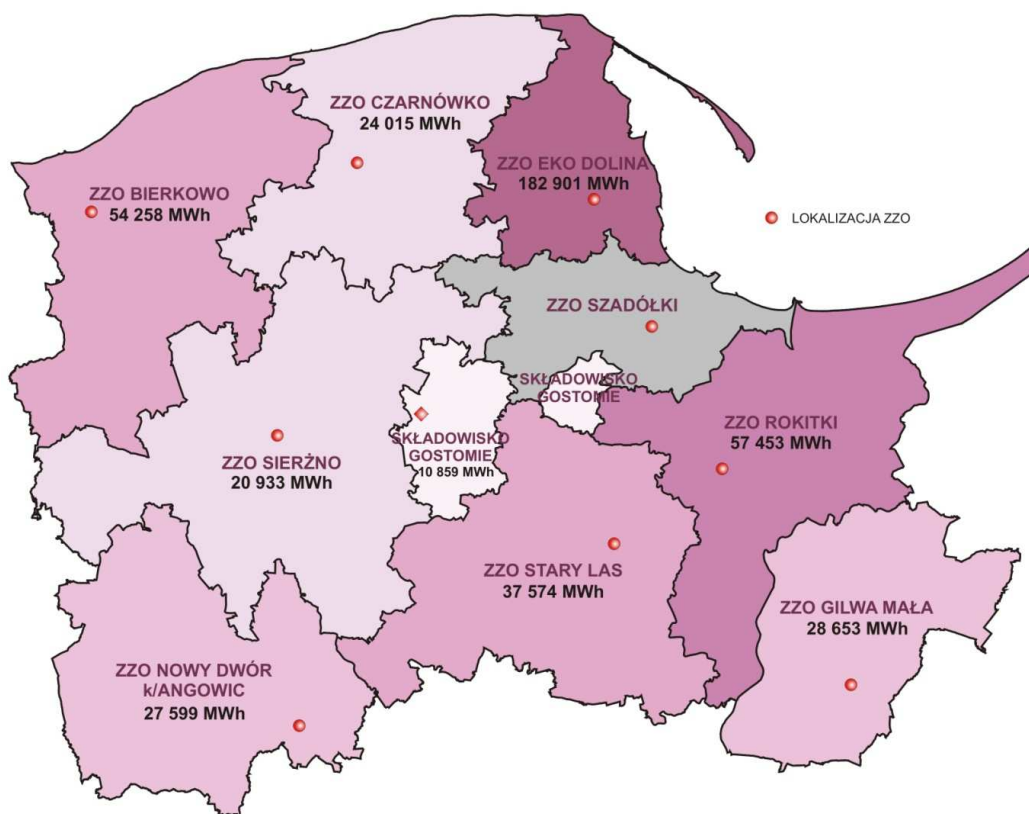 ZZO CZARNÓWKO
24 015 MWh
ZZO EKO DOLINA
182 901 MWh
ZZO BIERKOWO
54 258 MWh
LOKALIZACJA ZZO
ZZO SZADÓŁKI
SKŁADOWISKO
GOSTOMIE
ZZO ROKITKI
57 453 MWh
SKŁADOWISKO
GOSTOMIE
10 859 MWh
ZZO SIERŻNO
20 933 MWh
ZZO STARY LAS
37 574 MWh
ZZO GILWA MAŁA
28 653 MWh
ZZO NOWY DWÓR
k/ANGOWIC
27 599 MWh